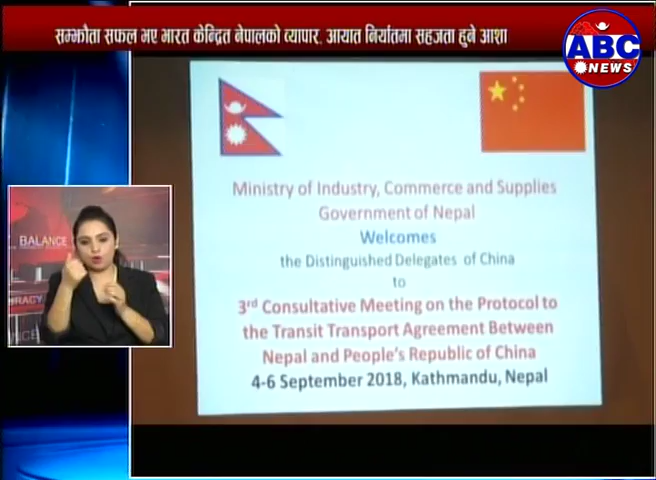 सम्झौता सफल भए भारत केन्द्रित नेपालको व्यापार, आयात निर्यातमा सहजता हुने आशा
ABC
NEWS
Ministry of Industry, Commerce and Supplies
Government of Nepal
Welcomes
the Distinguished Delegates of China
to
3rd Consultative Meeting on the Protocol to
the Transit Transport Agreement Between
Nepal and People's Republic of China
4-6 September 2018, Kathmandu, Nepal
BALANCE